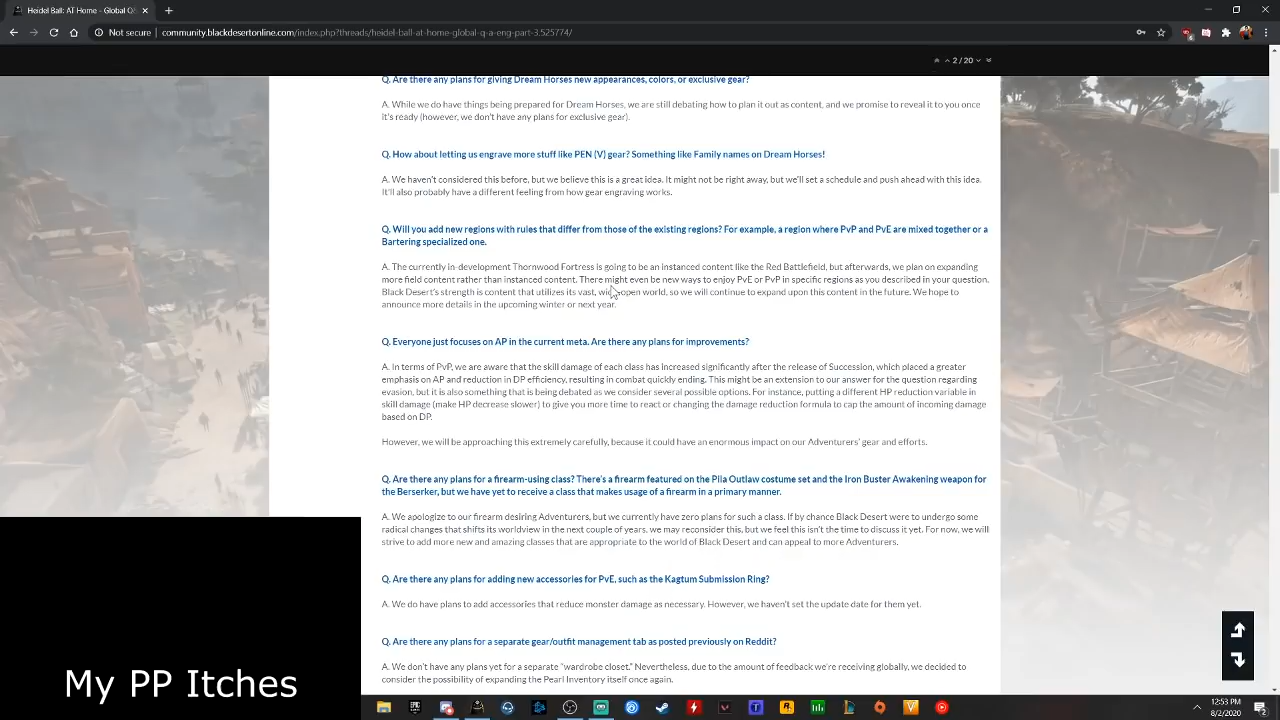 Heidel Ball: AT Home - Global Q&
Not secure | community.blackdesertonline.com/index.php?threads/heidel-ball-at-home-global-q-a-eng-part-3.525774/
2 / 20
Q. Are there any plans for giving Dream Horses new appearances, colors, or exclusive gear?
A. While we do have things being prepared for Dream Horses, we are still debating how to plan it out as content, and we promise to reveal it to you once
it's ready (however, we don't have any plans for exclusive gear).
Q. How about letting us engrave more stuff like PEN (V) gear? Something like Family names on Dream Horses!
A. We haven't considered this before, but we believe this is a great idea. It might not be right away, but we'll set a schedule and push ahead with this idea.
It'll also probably have a different feeling from how gear engraving works.
Q. Will you add new regions with rules that differ from those of the existing regions? For example, a region where PvP and PvE are mixed together or a
Bartering specialized one.
A. The currently in-development Thornwood Fortress is going to be an instanced content like the Red Battlefield, but afterwards, we plan on expanding
more field content rather than instanced content. There might even be new ways to enjoy PvE or PvP in specific regions as you described in your question.
Black Desert's strength is content that utilizes its vast, wide-open world, so we will continue to expand upon this content in the future. We hope to
announce more details in the upcoming winter or next year.
Q. Everyone just focuses on AP in the current meta. Are there any plans for improvements?
A. In terms of PvP, we are aware that the skill damage of each class has increased significantly after the release of Succession, which placed a greater
emphasis on AP and reduction in DP efficiency, resulting in combat quickly ending. This might be an extension to our answer for the question regarding
evasion, but it is also something that is being debated as we consider several possible options. For instance, putting a different HP reduction variable in
skill damage (make HP decrease slower) to give you more time to react or changing the damage reduction formula to cap the amount of incoming damage
based on DP.
However, we will be approaching this extremely carefully, because it could have an enormous impact on our Adventurers' gear and efforts.
Q. Are there any plans for a firearm-using class? There's a firearm featured on the Pila Outlaw costume set and the Iron Buster Awakening weapon for
the Berserker, but we have yet to receive a class that makes usage of a firearm in a primary manner.
A. We apologize to our firearm desiring Adventurers, but we currently have zero plans for such a class. If by chance Black Desert were to undergo some
radical changes that shifts its worldview in the next couple of years, we may reconsider this, but we feel this isn't the time to discuss it yet. For now, we will
strive to add more new and amazing classes that are appropriate to the world of Black Desert and can appeal to more Adventurers.
Q. Are there any plans for adding new accessories for PvE, such as the Kagtum Submission Ring?
A. We do have plans to add accessories that reduce monster damage as necessary. However, we haven't set the update date for them yet.
Q. Are there any plans for a separate gear/outfit management tab as posted previously on Reddit?
A. We don't have any plans yet for a separate "wardrobe closet." Nevertheless, due to the amount of feedback we're receiving globally, we decided to
consider the possibility of expanding the Pearl Inventory itself once again.
My PP Itches
12:53 PM
8/2/2020